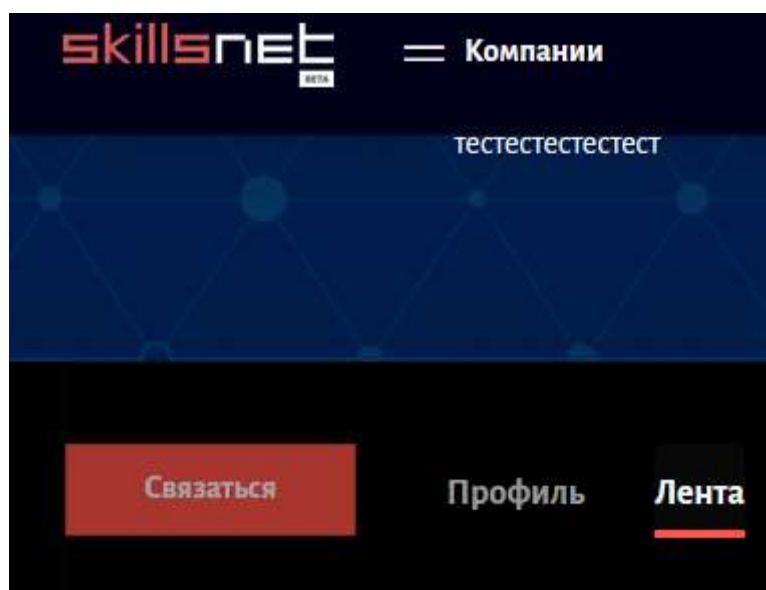 skillsnet
BETA
Компании
тестестестестест
Связаться
Профиль
Лента